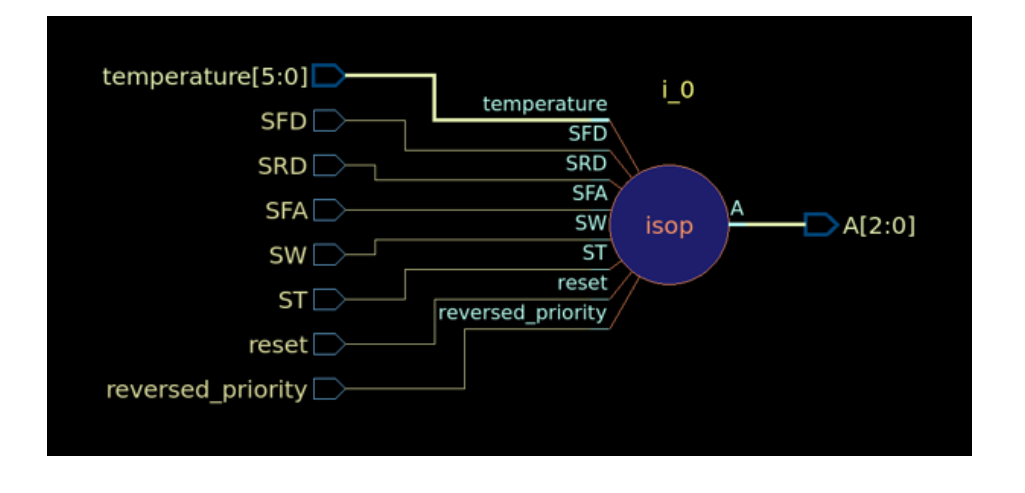 temperature[5:0]
SFD
SRD
SFA
SW
ST
reset
reversed_priority
i_0
temperature
SFD
SRD
SFA
SW
ST
reset
reversed_priority
isop
A
A[2:0]